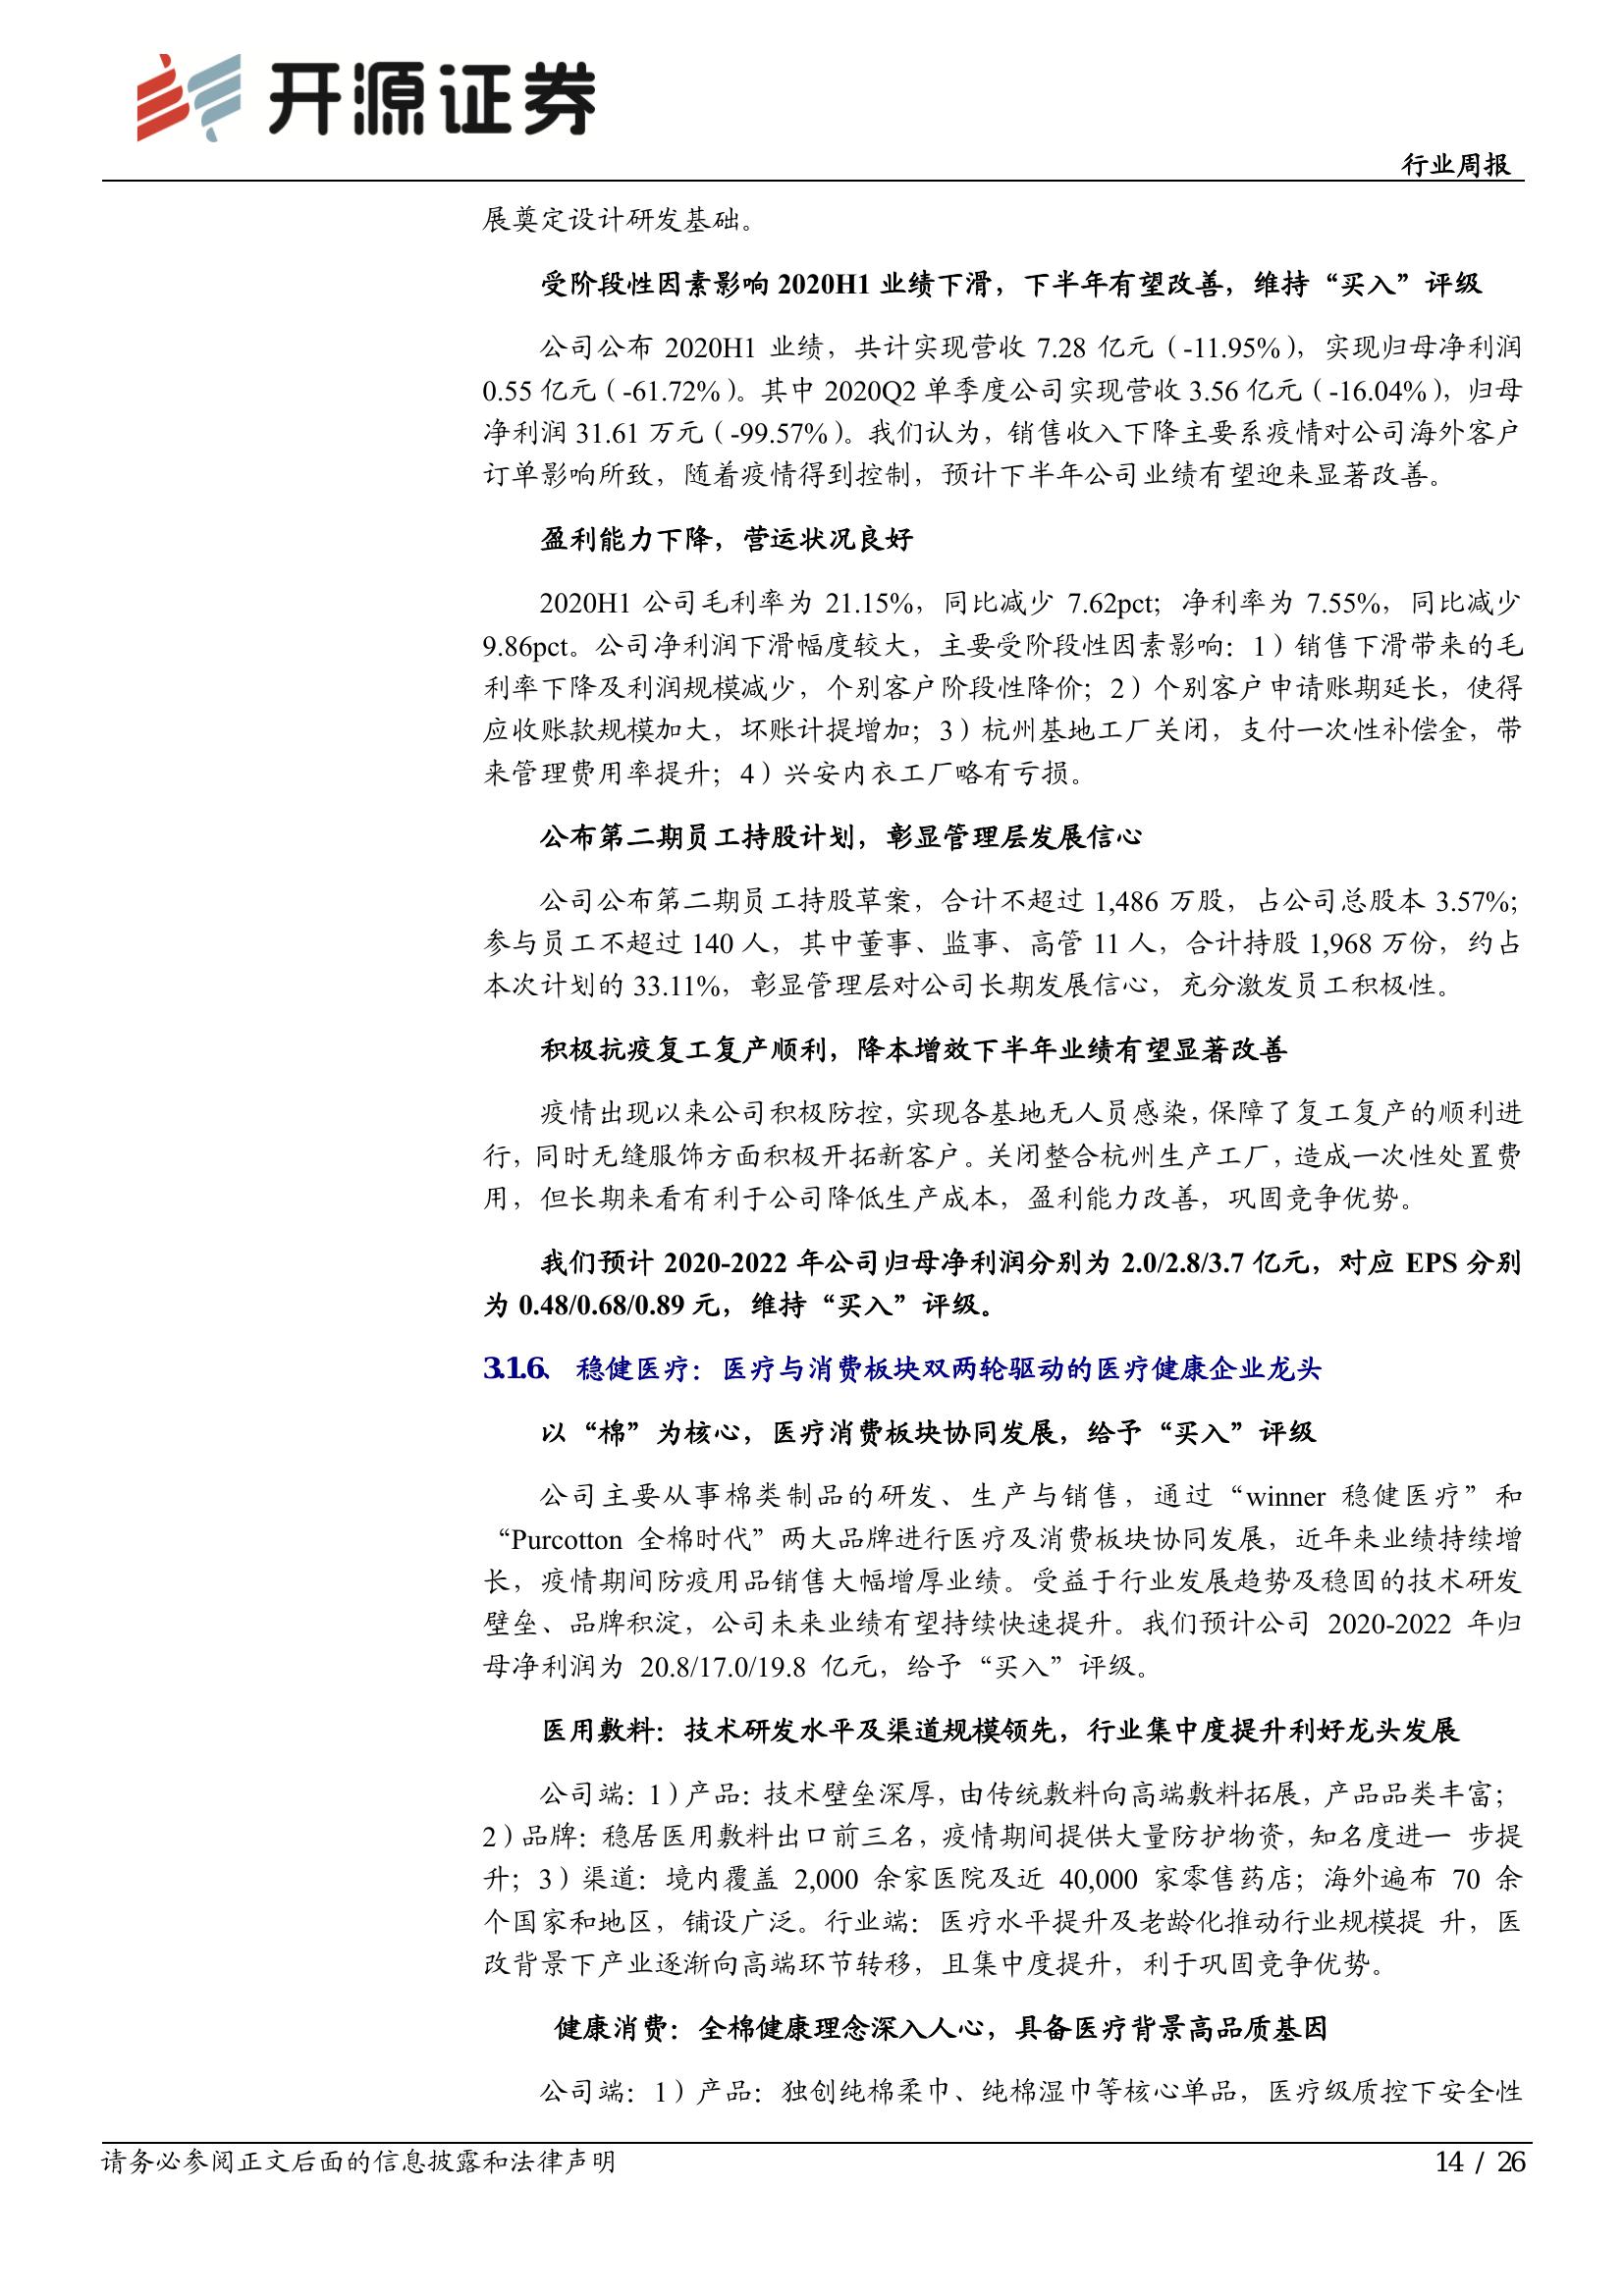 开源证券
行业周报
展奠定设计研发基础。
受阶段性因素影响 2020H1 业绩下滑，下半年有望改善，维持“买入”评级
公司公布 2020H1 业绩，共计实现营收 7.28 亿元（-11.95%），实现归母净利润
0.55 亿元（-61.72%）。其中 2020Q2 单季度公司实现营收 3.56 亿元（-16.04%），归母
净利润 31.61 万元（-99.57%）。我们认为，销售收入下降主要系疫情对公司海外客户
订单影响所致，随着疫情得到控制，预计下半年公司业绩有望迎来显著改善。
盈利能力下降，营运状况良好
2020H1 公司毛利率为 21.15%，同比减少 7.62pct；净利率为 7.55%，同比减少
9.86pct。公司净利润下滑幅度较大，主要受阶段性因素影响：1）销售下滑带来的毛
利率下降及利润规模减少，个别客户阶段性降价；2）个别客户申请账期延长，使得
应收账款规模加大，坏账计提增加；3）杭州基地工厂关闭，支付一次性补偿金，带
来管理费用率提升；4）兴安内衣工厂略有亏损。
公布第二期员工持股计划，彰显管理层发展信心
公司公布第二期员工持股草案，合计不超过 1,486 万股，占公司总股本 3.57%；
参与员工不超过 140 人，其中董事、监事、高管 11 人，合计持股 1,968 万份，约占
本次计划的 33.11%，彰显管理层对公司长期发展信心，充分激发员工积极性。
积极抗疫复工复产顺利，降本增效下半年业绩有望显著改善
疫情出现以来公司积极防控，实现各基地无人员感染，保障了复工复产的顺利进
行，同时无缝服饰方面积极开拓新客户。关闭整合杭州生产工厂，造成一次性处置费
用，但长期来看有利于公司降低生产成本，盈利能力改善，巩固竞争优势。
我们预计 2020-2022 年公司归母净利润分别为 2.0/2.8/3.7 亿元，对应 EPS 分别
为 0.48/0.68/0.89 元，维持“买入”评级。
3.1.6、 稳健医疗：医疗与消费板块双两轮驱动的医疗健康企业龙头
以“棉”为核心，医疗消费板块协同发展，给予“买入”评级
公司主要从事棉类制品的研发、生产与销售，通过“winner 稳健医疗”和
“Purcotton 全棉时代”两大品牌进行医疗及消费板块协同发展，近年来业绩持续增
长，疫情期间防疫用品销售大幅增厚业绩。受益于行业发展趋势及稳固的技术研发
壁垒、品牌积淀，公司未来业绩有望持续快速提升。我们预计公司 2020-2022 年归
母净利润为 20.8/17.0/19.8 亿元，给予“买入”评级。
医用敷料：技术研发水平及渠道规模领先，行业集中度提升利好龙头发展
公司端：1）产品：技术壁垒深厚，由传统敷料向高端敷料拓展，产品品类丰富；
2）品牌：稳居医用敷料出口前三名，疫情期间提供大量防护物资，知名度进一 步提
升；3）渠道：境内覆盖 2,000 余家医院及近 40,000 家零售药店；海外遍布 70 余
个国家和地区，铺设广泛。行业端：医疗水平提升及老龄化推动行业规模提 升，医
改背景下产业逐渐向高端环节转移，且集中度提升，利于巩固竞争优势。
健康消费：全棉健康理念深入人心，具备医疗背景高品质基因
公司端：1）产品：独创纯棉柔巾、纯棉湿巾等核心单品，医疗级质控下安全性
请务必参阅正文后面的信息披露和法律声明
14 / 26